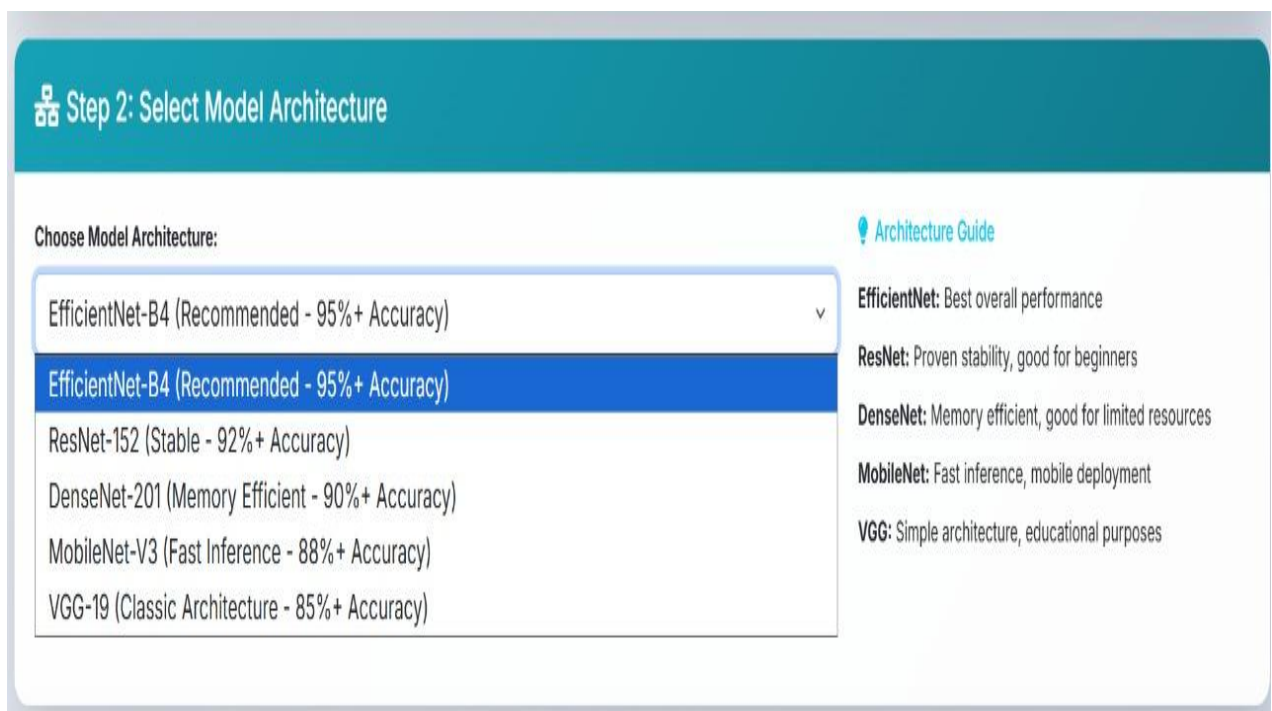 Step 2: Select Model Architecture
Choose Model Architecture:
EfficientNet-B4 (Recommended - 95%+ Accuracy)
EfficientNet-B4 (Recommended - 95%+ Accuracy)
ResNet-152 (Stable - 92%+ Accuracy)
DenseNet-201 (Memory Efficient - 90%+ Accuracy)
MobileNet-V3 (Fast Inference - 88%+ Accuracy)
VGG-19 (Classic Architecture - 85%+ Accuracy)
Architecture Guide
EfficientNet: Best overall performance
ResNet: Proven stability, good for beginners
DenseNet: Memory efficient, good for limited resources
MobileNet: Fast inference, mobile deployment
VGG: Simple architecture, educational purposes